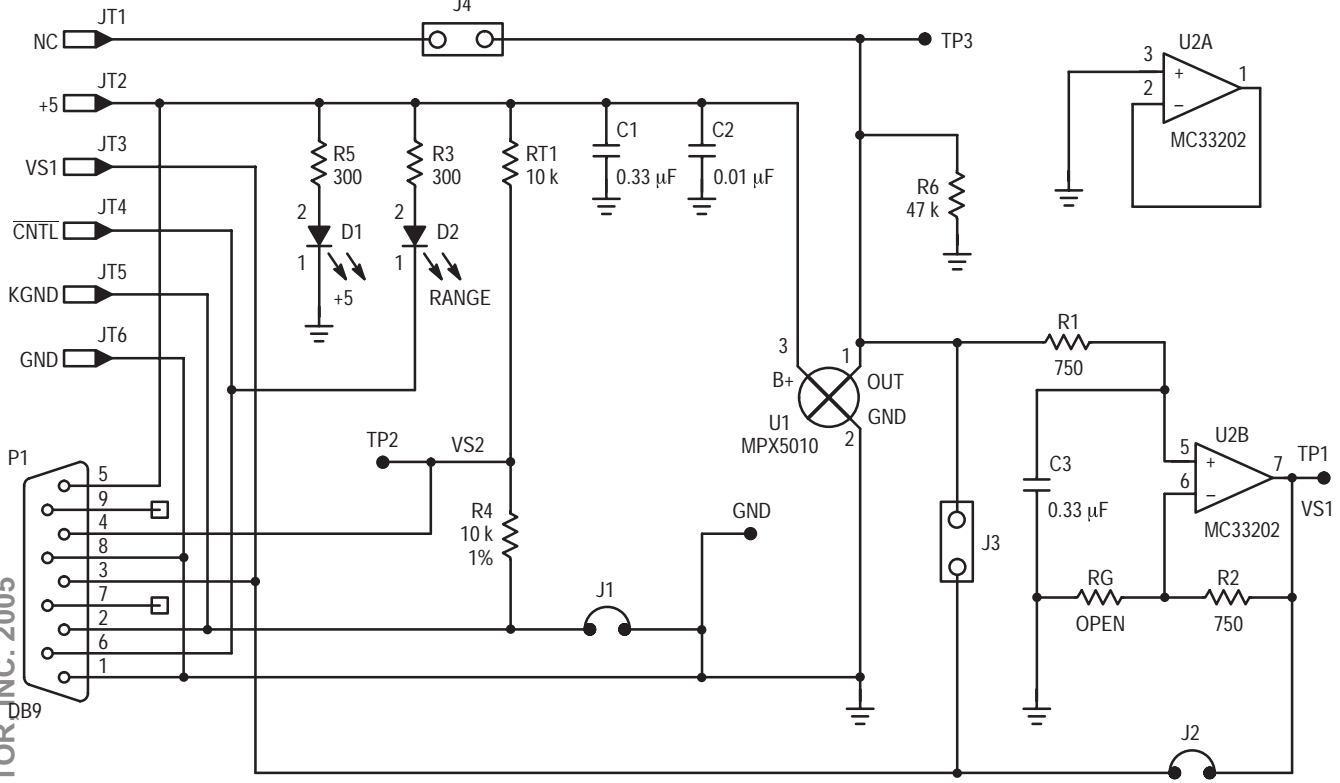 JT1
NC
J4
TP3
JT2
+5
JT3
VS1
JT4
CNTL
JT5
KGND
JT6
GND
R5
300
2
D1
1
+5
R3
300
2
D2
1
RANGE
RT1
10 k
C1
0.33 μF
C2
0.01 μF
R6
47 k
U2A
3
+
2
–
1
MC33202
3
1
B+
OUT
GND
U1
MPX5010
2
R1
750
TP2
VS2
R4
10 k
1%
GND
J1
J3
C3
0.33 μF
5
+
6
–
U2B
7
TP1
VS1
MC33202
RG
OPEN
R2
750
J2
P1
5
9
4
8
3
7
2
6
1
DB9
TOR, INC. 2005